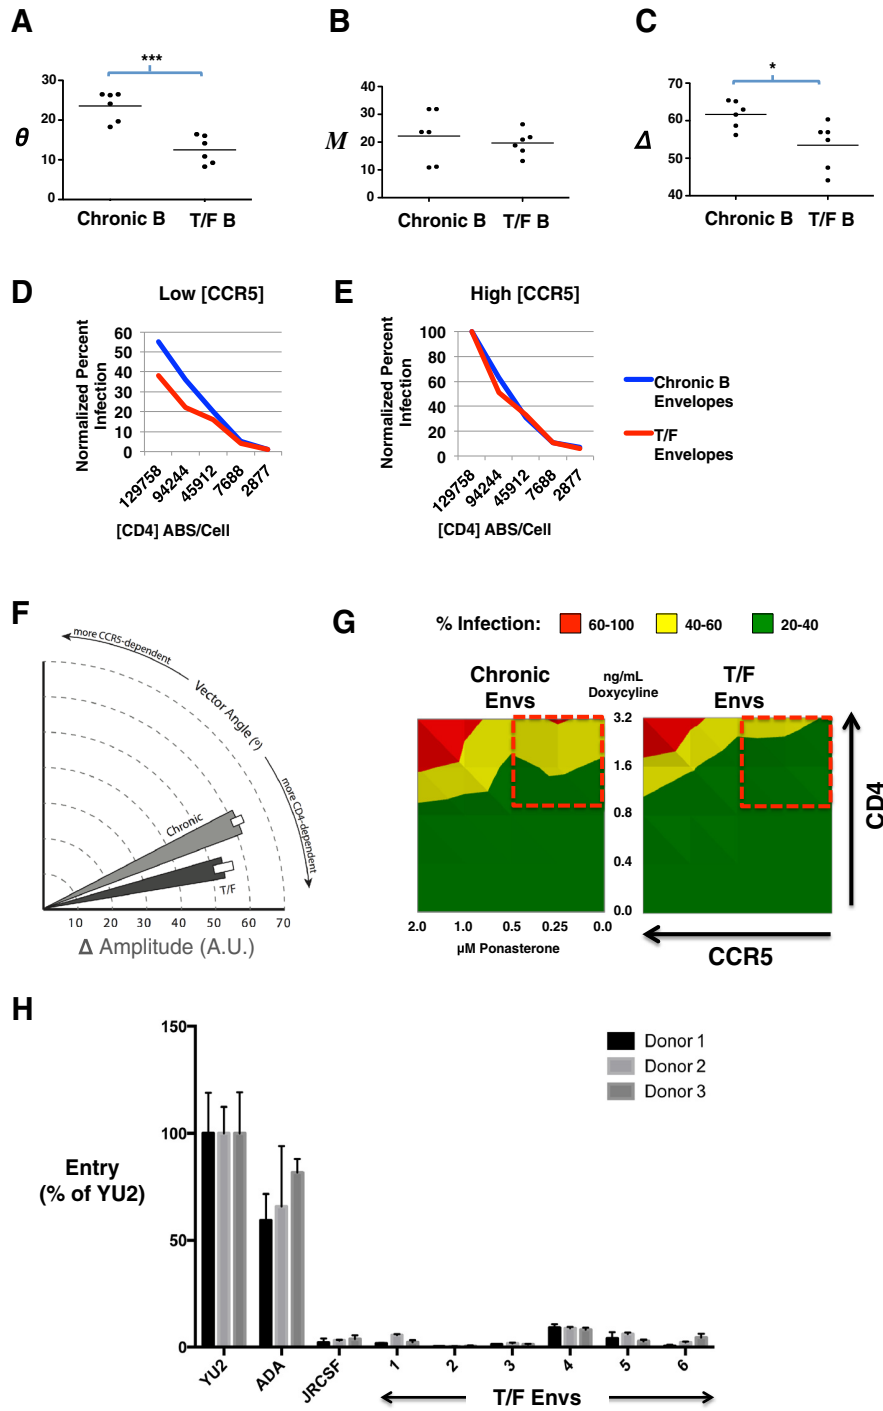 A
B
C
***
*
30
20
10
0
θ
Chronic B
T/F B
40
30
20
10
0
M
Chronic B
T/F B
70
60
50
40
Δ
Chronic B
T/F B
D
Low [CCR5]
Normalized Percent
Infection
60
50
40
30
20
10
0
129758
94244
45912
7688
2877
[CD4] ABS/Cell
E
High [CCR5]
Normalized Percent
Infection
100
80
60
40
20
0
129758
94244
45912
7688
2877
[CD4] ABS/Cell
Chronic B
Envelopes
T/F
Envelopes
F
more CCR5-dependent
Vector Angle (º)
more CD4-dependent
Chronic
T/F
10 20 30 40 50 60 70
Δ Amplitude (A.U.)
G
% Infection: 60-100 40-60 20-40
Chronic
Envs
ng/mL
Doxycyline
T/F
Envs
3.2
1.6
0.8
0.4
0.0
CD4
2.0 1.0 0.5 0.25 0.0
µM Ponasterone
CCR5
H
150
100
50
0
Entry
(% of YU2)
Donor 1
Donor 2
Donor 3
YU2
ADA
JRCSF
1
2
3
4
5
6
T/F Envs